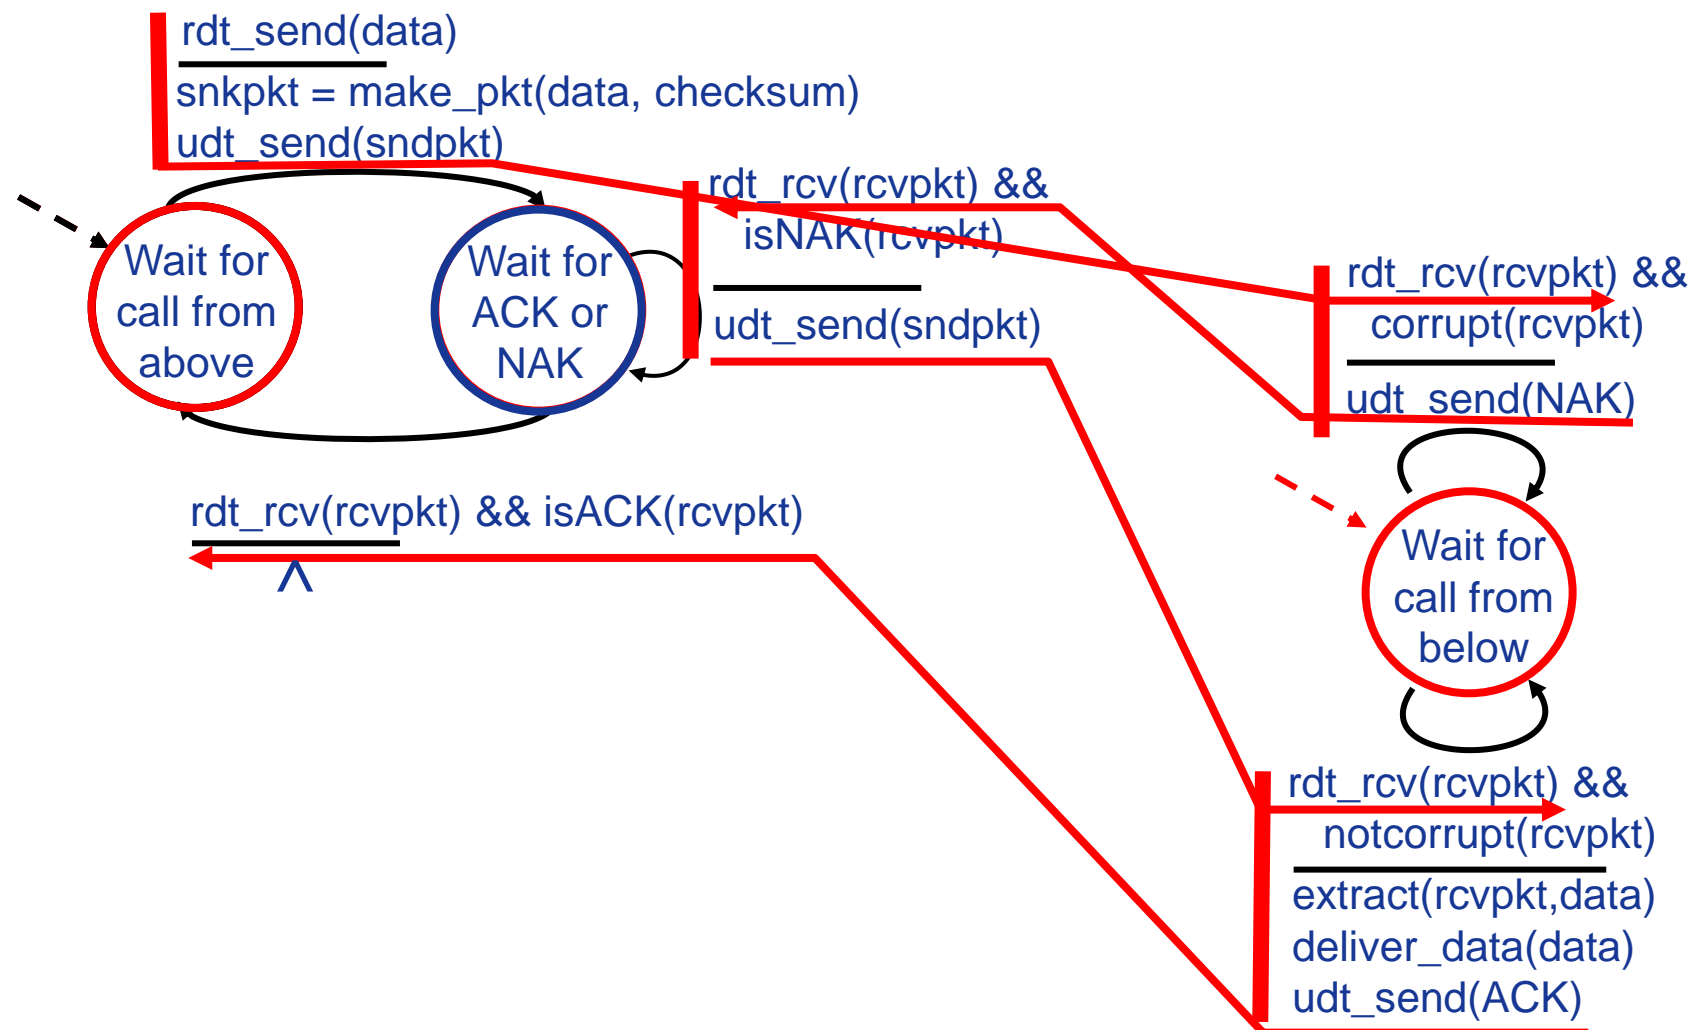 rdt_send(data)
snkpkt = make_pkt(data, checksum)
udt_send(sndpkt)
rdt_rcv(rcvpkt) &&
isNAK(rcvpkt)
udt_send(sndpkt)
Wait for
call from
above
Wait for
ACK or
NAK
rdt_rcv(rcvpkt) && isACK(rcvpkt)
Λ
rdt_rcv(rcvpkt) &&
corrupt(rcvpkt)
udt_send(NAK)
Wait for
call from
below
rdt_rcv(rcvpkt) &&
notcorrupt(rcvpkt)
extract(rcvpkt,data)
deliver_data(data)
udt_send(ACK)